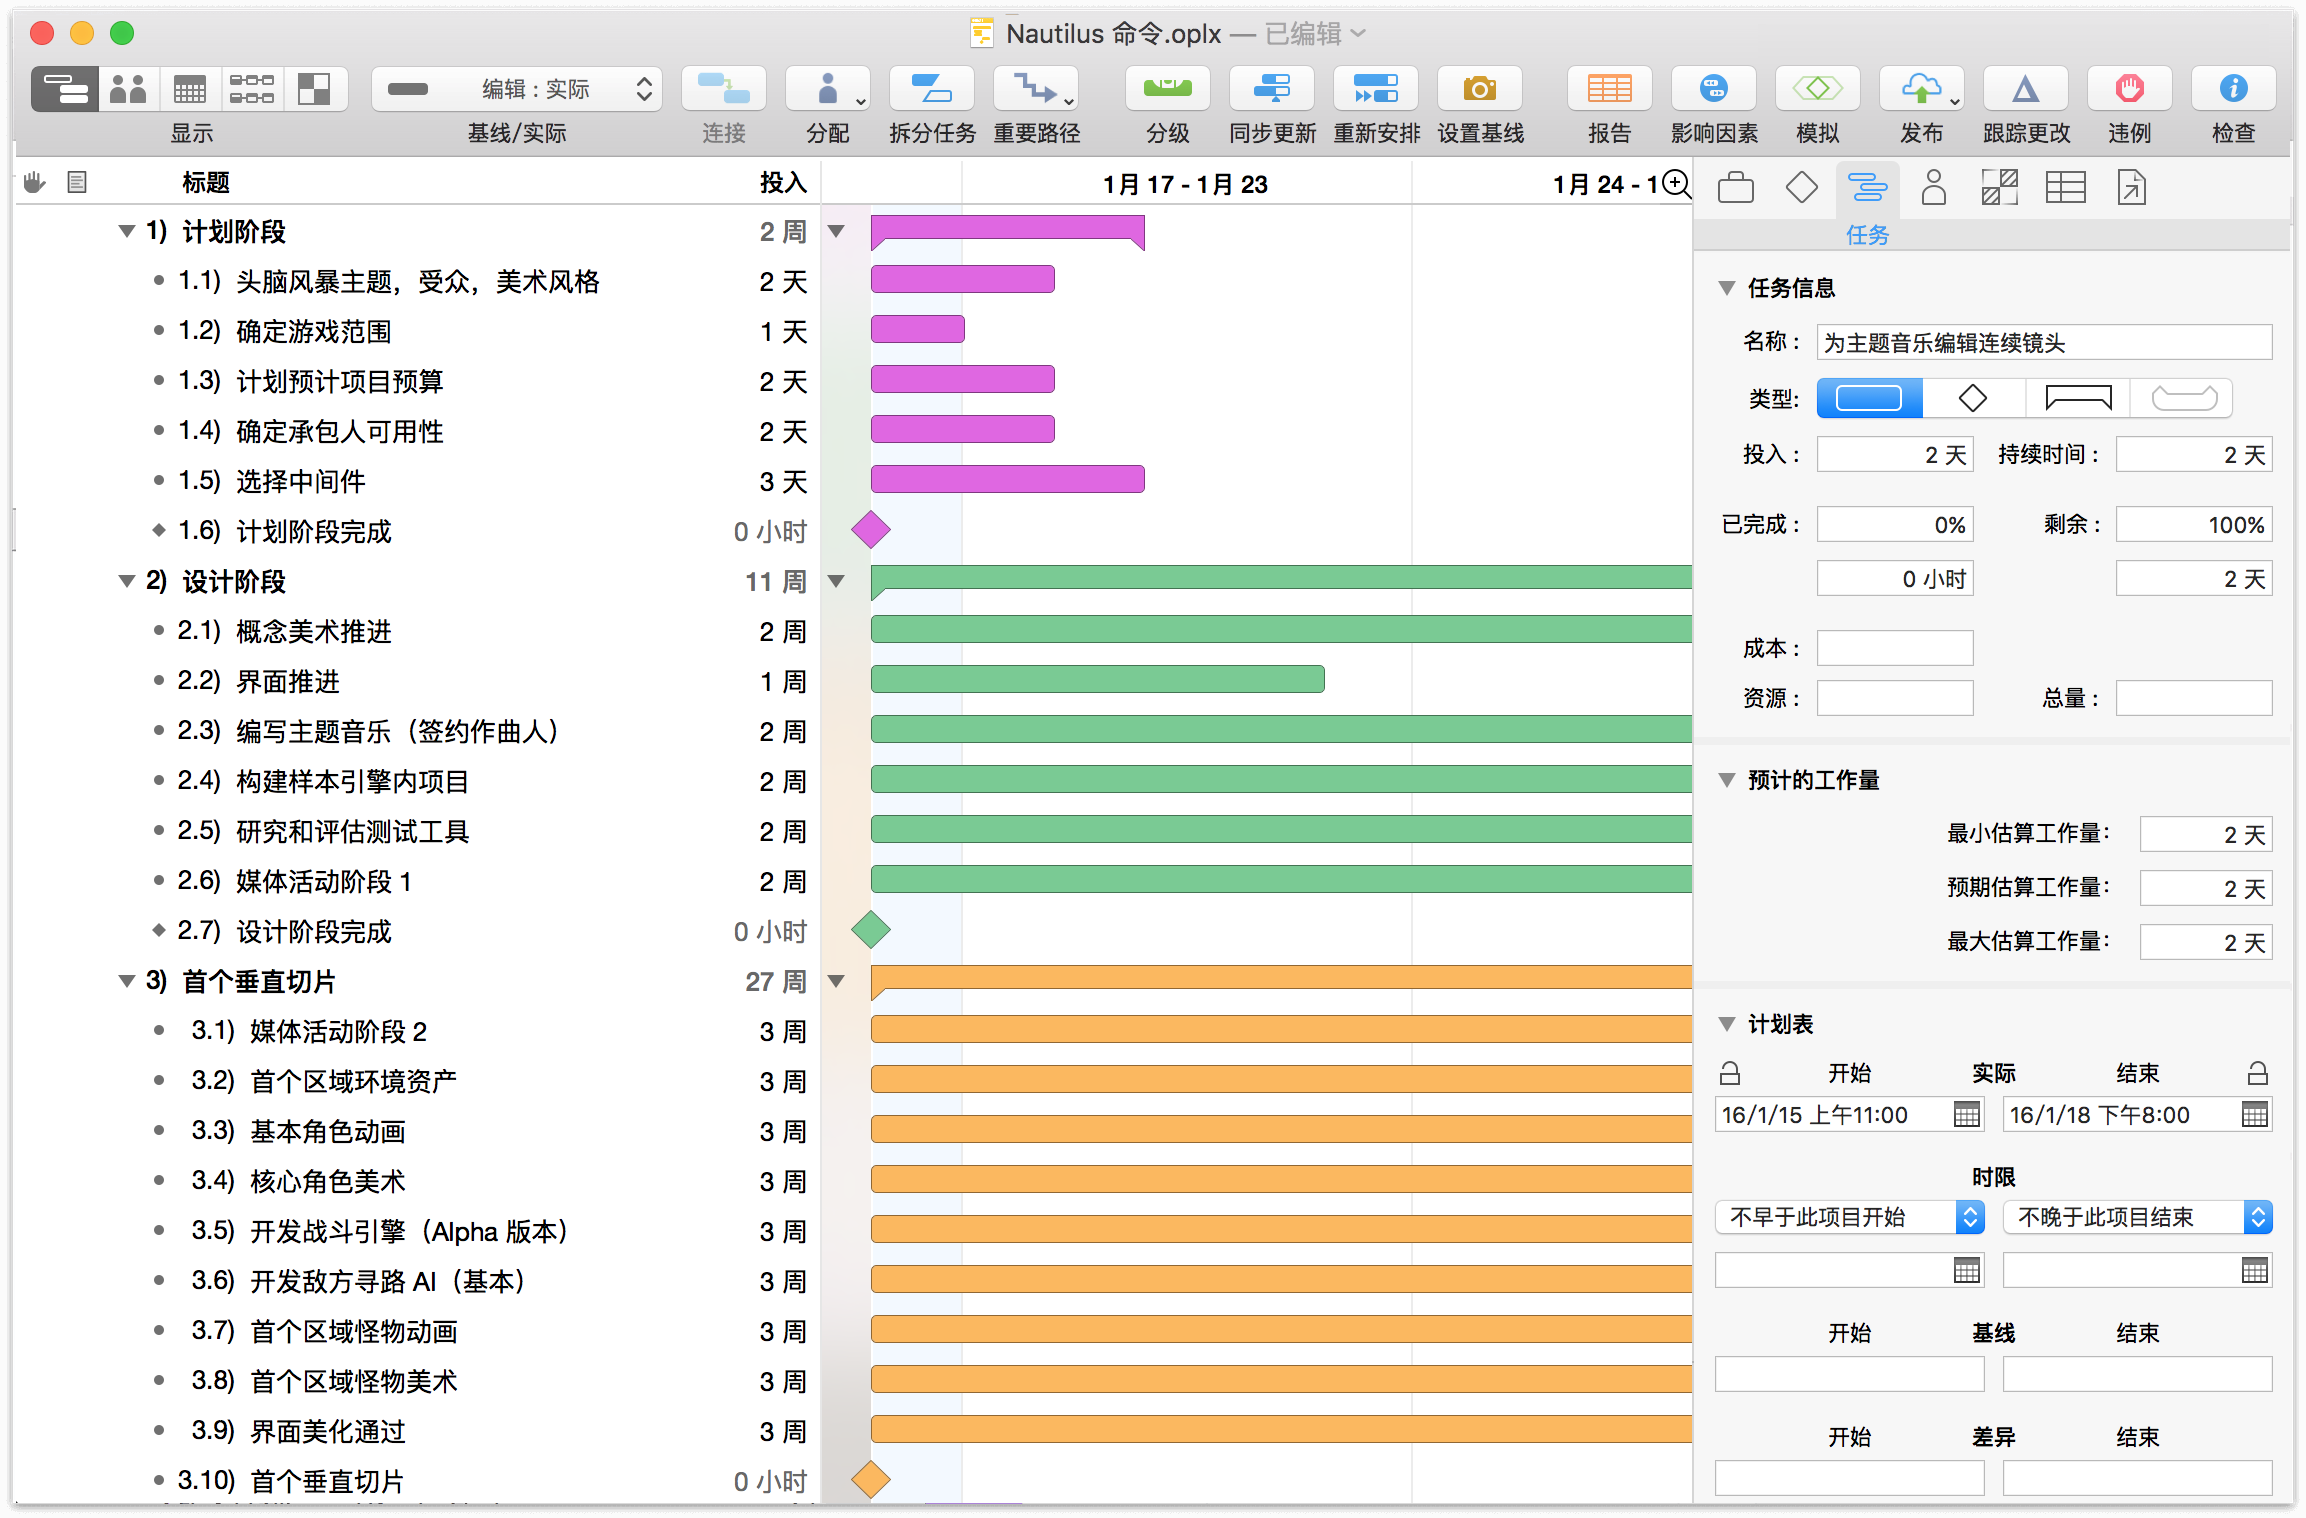 Nautilus 命令.oplx — 已编辑
编辑 : 实际
显示 基线/实际 连接 分配 拆分任务 重要路径 分级 同步更新 重新安排 设置基线 报告 影响因素 模拟 发布 跟踪更改 违例 检查
标题 投入 1月 17 - 1月 23 1月 24 - 1
任务
1) 计划阶段 2 周
1.1) 头脑风暴主题，受众，美术风格 2 天
1.2) 确定游戏范围 1 天
1.3) 计划预计项目预算 2 天
1.4) 确定承包人可用性 2 天
1.5) 选择中间件 3 天
1.6) 计划阶段完成 0 小时
2) 设计阶段 11 周
2.1) 概念美术推进 2 周
2.2) 界面推进 1 周
2.3) 编写主题音乐（签约作曲人） 2 周
2.4) 构建样本引擎内项目 2 周
2.5) 研究和评估测试工具 2 周
2.6) 媒体活动阶段 1 2 周
2.7) 设计阶段完成 0 小时
3) 首个垂直切片 27 周
3.1) 媒体活动阶段 2 3 周
3.2) 首个区域环境资产 3 周
3.3) 基本角色动画 3 周
3.4) 核心角色美术 3 周
3.5) 开发战斗引擎（Alpha 版本） 3 周
3.6) 开发敌方寻路 AI（基本） 3 周
3.7) 首个区域怪物动画 3 周
3.8) 首个区域怪物美术 3 周
3.9) 界面美化通过 3 周
3.10) 首个垂直切片 0 小时
任务信息
名称 : 为主题音乐编辑连续镜头
类型:
投入 : 2 天 持续时间 : 2 天
已完成 : 0% 剩余 : 100%
0 小时 2 天
成本 :
资源 : 总量 :
预计的工作量
最小估算工作量: 2 天
预期估算工作量: 2 天
最大估算工作量: 2 天
计划表
开始 实际 结束
16/1/15 上午11:00 16/1/18 下午8:00
时限
不早于此项目开始 不晚于此项目结束
开始 基线 结束
开始 差异 结束